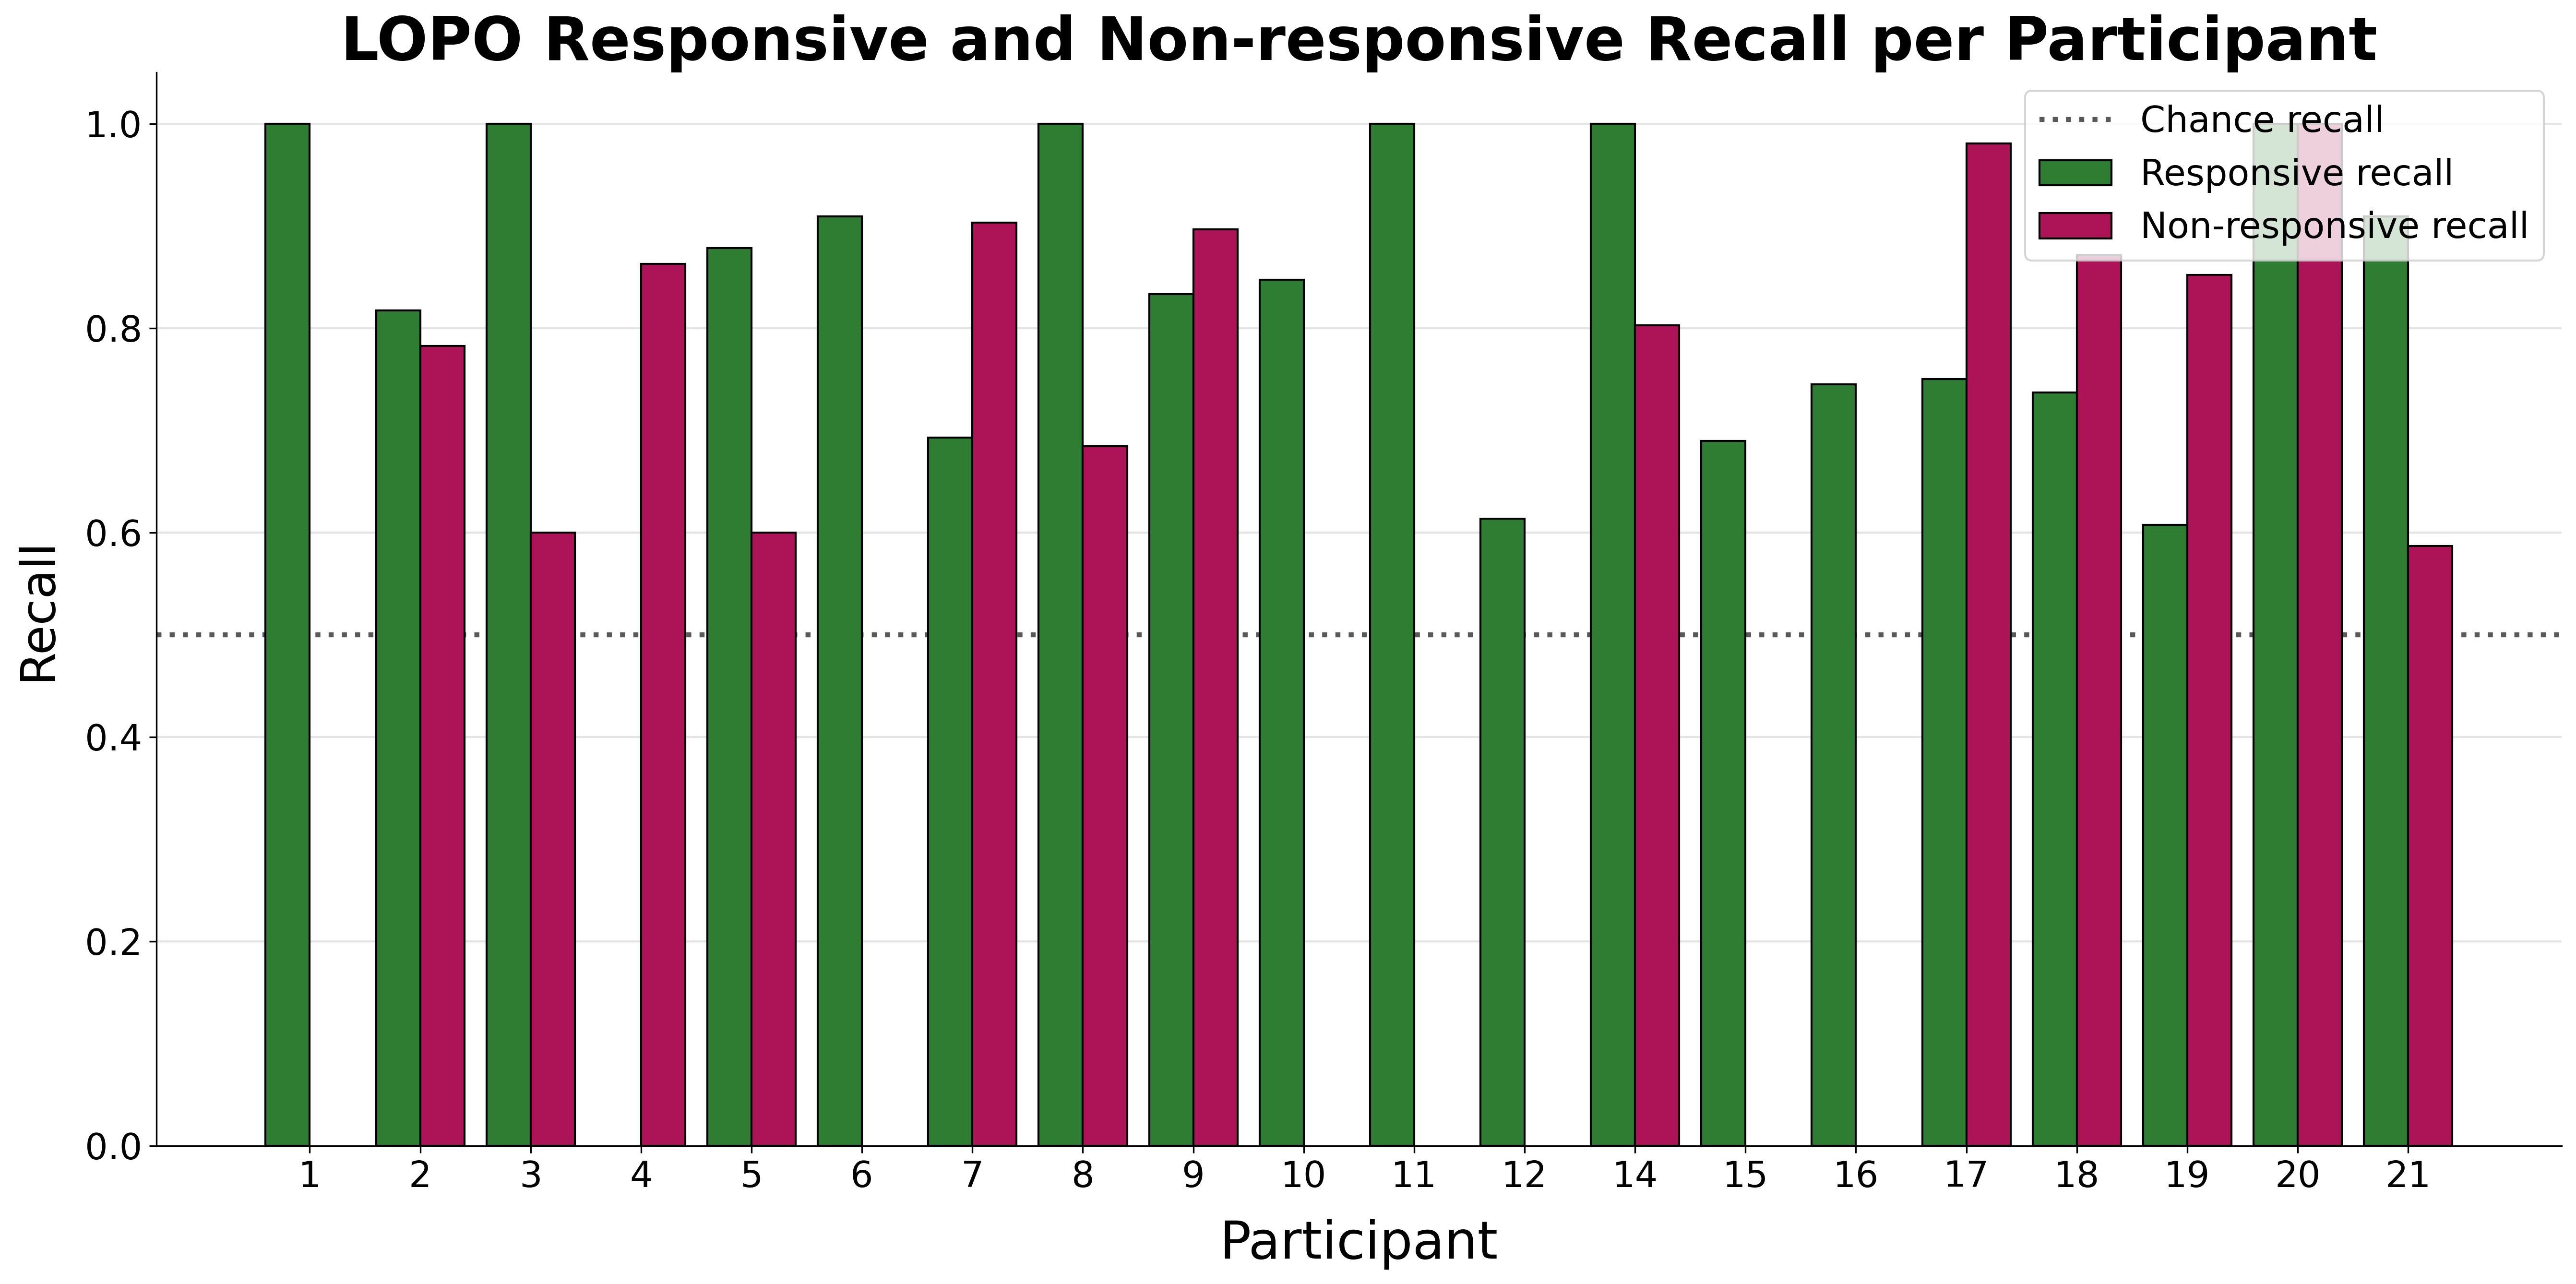 LOPO Responsive and Non-responsive Recall per Participant
Chance recall
Responsive recall
Non-responsive recall
1.0
0.8
0.6
0.4
0.2
0.0
Recall
1 2 3 4 5 6 7 8 9 10 11 12 14 15 16 17 18 19 20 21
Participant